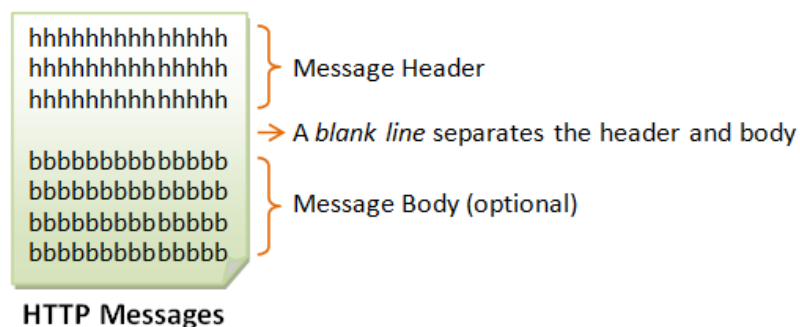 hhhhhhhhhhhhhh
hhhhhhhhhhhhhh
hhhhhhhhhhhhhh
Message Header
A blank line separates the header and body
bbbbbbbbbbbbbb
bbbbbbbbbbbbbb
bbbbbbbbbbbbbb
bbbbbbbbbbbbbb
Message Body (optional)
HTTP Messages